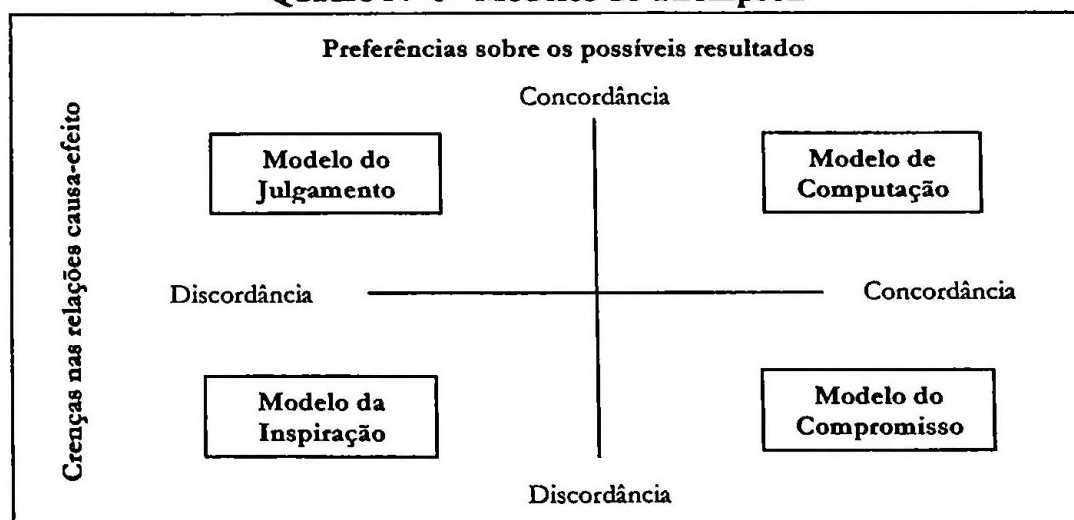 Preferências sobre os possíveis resultados
Concordância
Crenças nas relações causa-efeito
Modelo do
Julgamento
Modelo de
Computação
Discordância
Concordância
Modelo da
Inspiração
Modelo do
Compromisso
Discordância